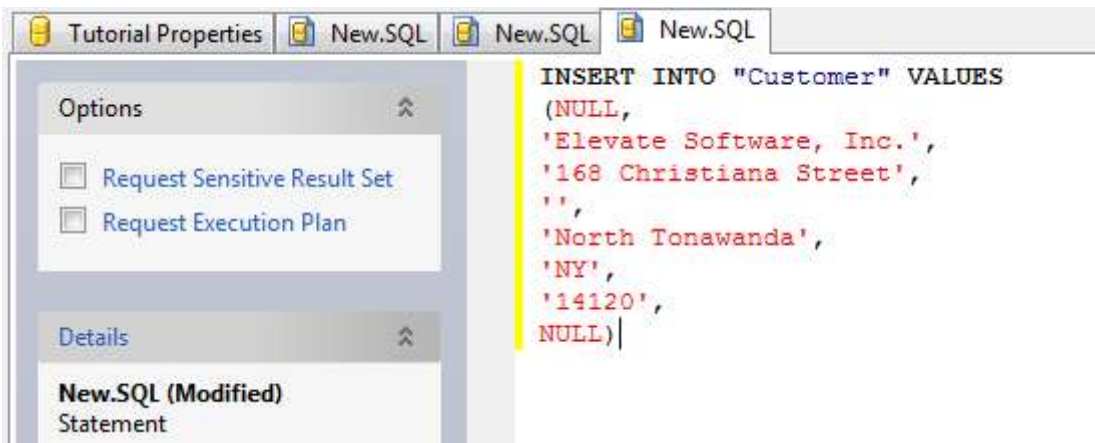 Tutorial Properties New.SQL New.SQL New.SQL
Options
Request Sensitive Result Set
Request Execution Plan
Details
New.SQL (Modified)
Statement
INSERT INTO "Customer" VALUES
(NULL,
'Elevate Software, Inc.',
'168 Christiana Street',
'',
'North Tonawanda',
'NY',
'14120',
NULL)